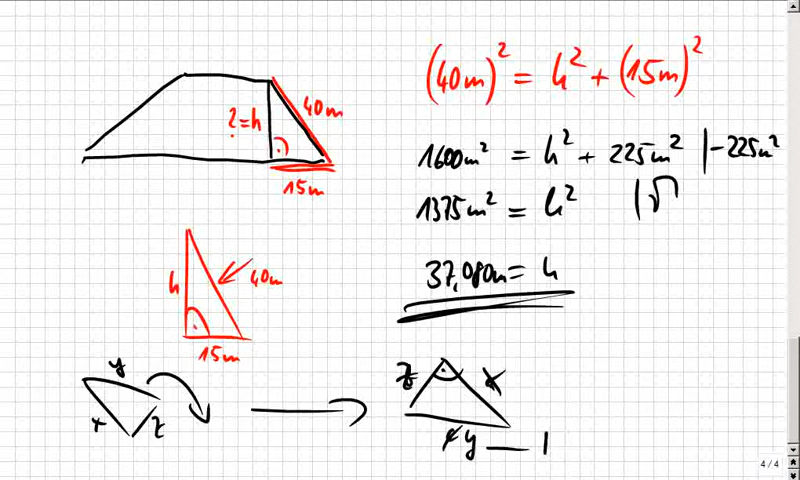 (40m)² = h² + (15m)²
40m
?=h
15m
1600m² = h² + 225m² |-225m²
1375m² = h² |√
37,080m = h
h
40m
15m
y
x
z
z
x
y
4/4